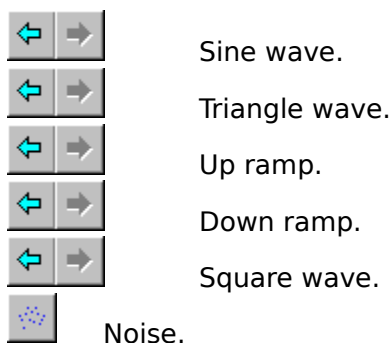 Sine wave.
Triangle wave.
Up ramp.
Down ramp.
Square wave.
Noise.